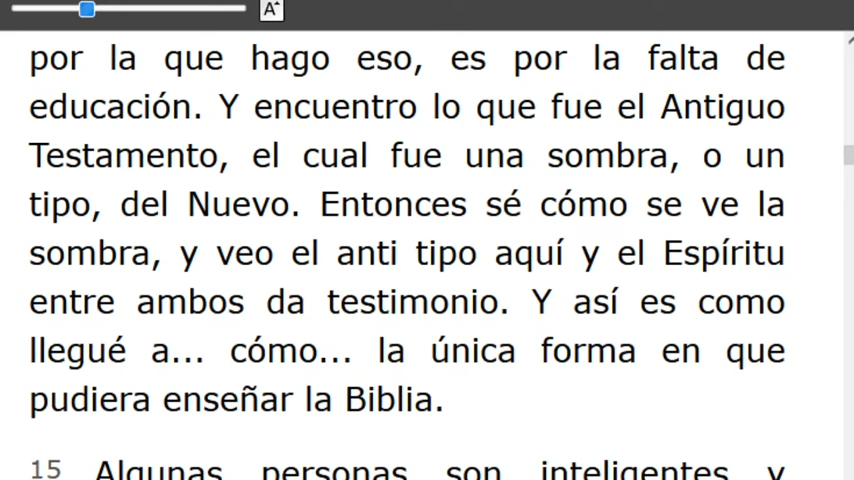 A
por la que hago eso, es por la falta de
educación. Y encuentro lo que fue el Antiguo
Testamento, el cual fue una sombra, o un
tipo, del Nuevo. Entonces sé cómo se ve la
sombra, y veo el anti tipo aquí y el Espíritu
entre ambos da testimonio. Y así es como
llegué a... cómo... la única forma en que
pudiera enseñar la Biblia.
15 Algunas personas son inteligentes y